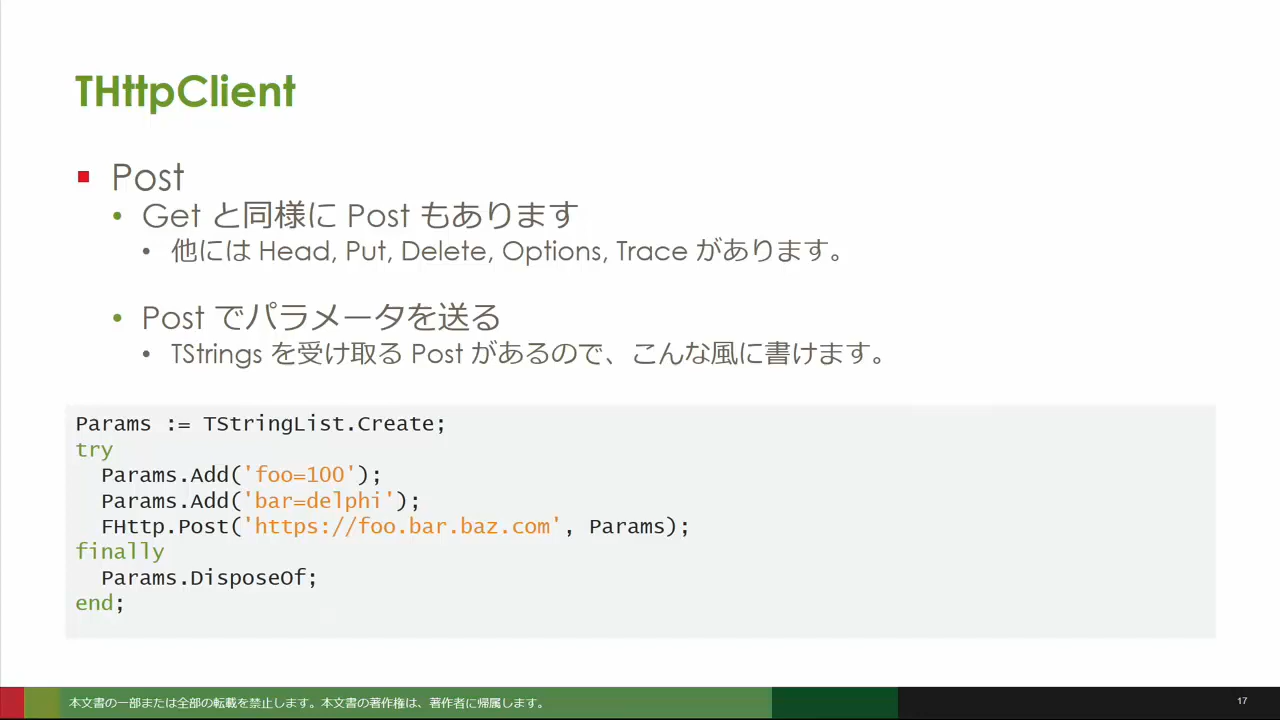 THttpClient
Post
Get と同様に Post もあります
他には Head, Put, Delete, Options, Trace があります。
Post でパラメータを送る
TStrings を受け取る Post があるので、こんな風に書けます。
Params := TStringList.Create;
try
  Params.Add('foo=100');
  Params.Add('bar=delphi');
  FHttp.Post('https://foo.bar.baz.com', Params);
finally
  Params.DisposeOf;
end;
本文書の一部または全部の転載を禁止します。本文書の著作権は、著作者に帰属します。
17